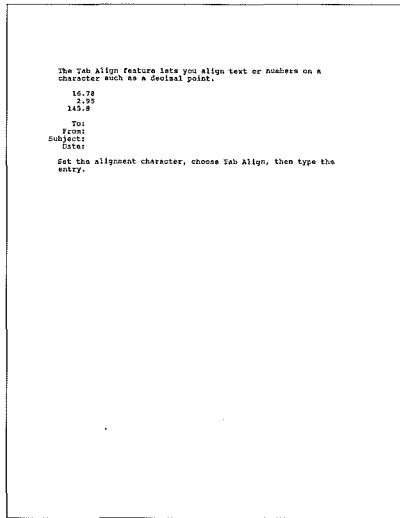 The Tab Align feature lets you align text or numbers on a
character such as a decimal point.
16.78
2.95
145.8
To:
From:
Subject:
Date:
Set the alignment character, choose Tab Align, then type the
entry.